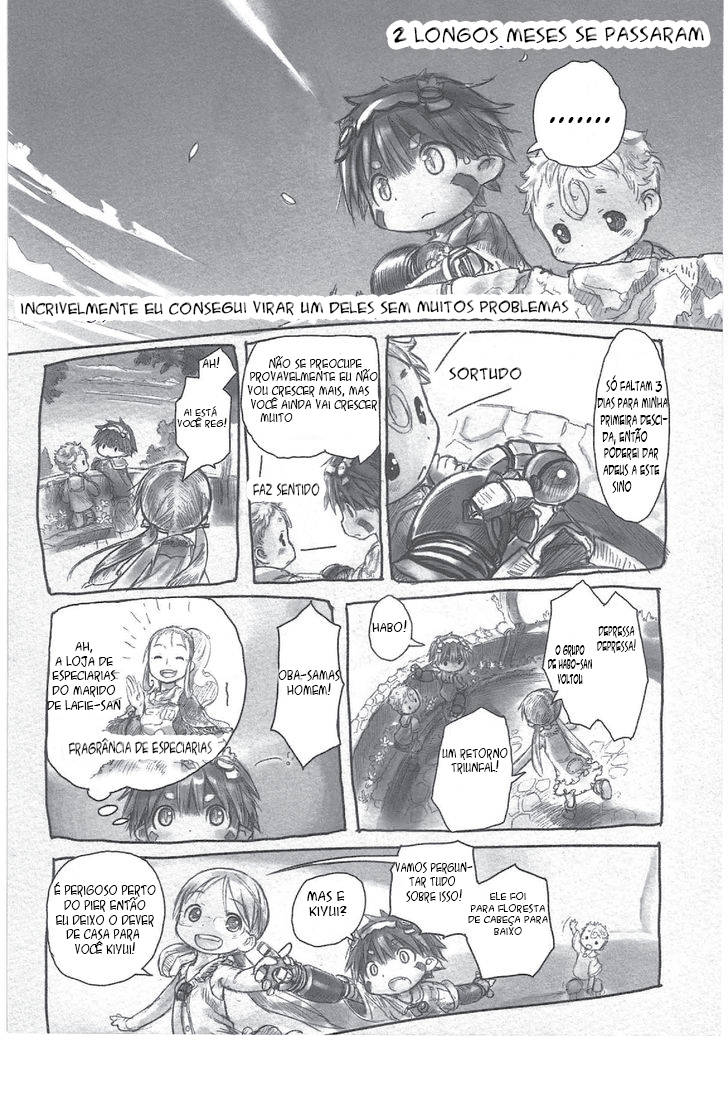 2 LONGOS MESES SE PASSARAM
.......
INCRIVELMENTE EU CONSEGUI VIRAR UM DELES SEM MUITOS PROBLEMAS
SÓ FALTAM 3
DIAS PARA MINHA
PRIMEIRA DESCI-
DA, ENTÃO
PODEREI DAR
ADEUS A ESTE
SINO
SORTUDO
NÃO SE PREOCUPE
PROVAVELMENTE EU NÃO
VOU CRESCER MAIS, MAS
VOCÊ AINDA VAI CRESCER
MUITO
FAZ SENTIDO
AH!
AI ESTÁ
VOCÊ REG!
DEPRESSA
DEPRESSA!
O GRUPO
DE HABO-SAN
VOLTOU
HABO!
UM RETORNO
TRIUNFAL!
OBA-SAMAS
HOMEM!
AH,
A LOJA DE
ESPECIARIAS
DO MARIDO
DE LAFIE-SAN
FRAGRÂNCIA DE ESPECIARIAS
ELE FOI
PARA FLORESTA
DE CABEÇA PARA
BAIXO
VAMOS PERGUN-
TAR TUDO
SOBRE ISSO!
MAS E
KIYUI?
É PERIGOSO PERTO
DO PIER ENTÃO
EU DEIXO O DEVER
DE CASA PARA
VOCÊ KIYUI!